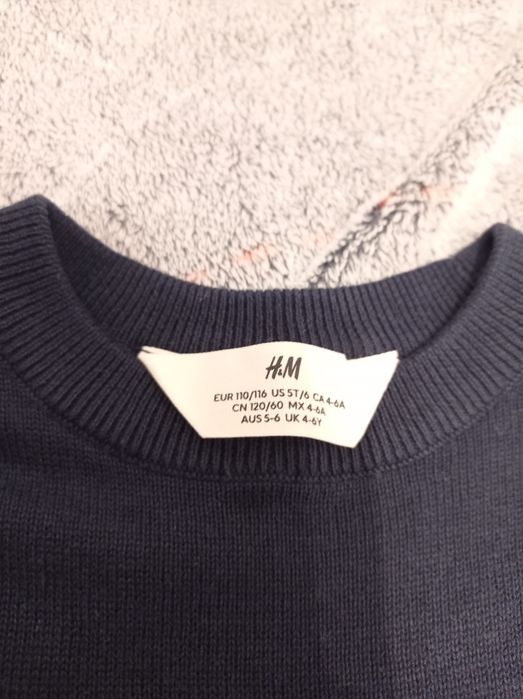 H&M
EUR 110/116 US 5T/6 CA 4-6A
CN 120/60 MX 4-6A
AUS 5-6 UK 4-6Y